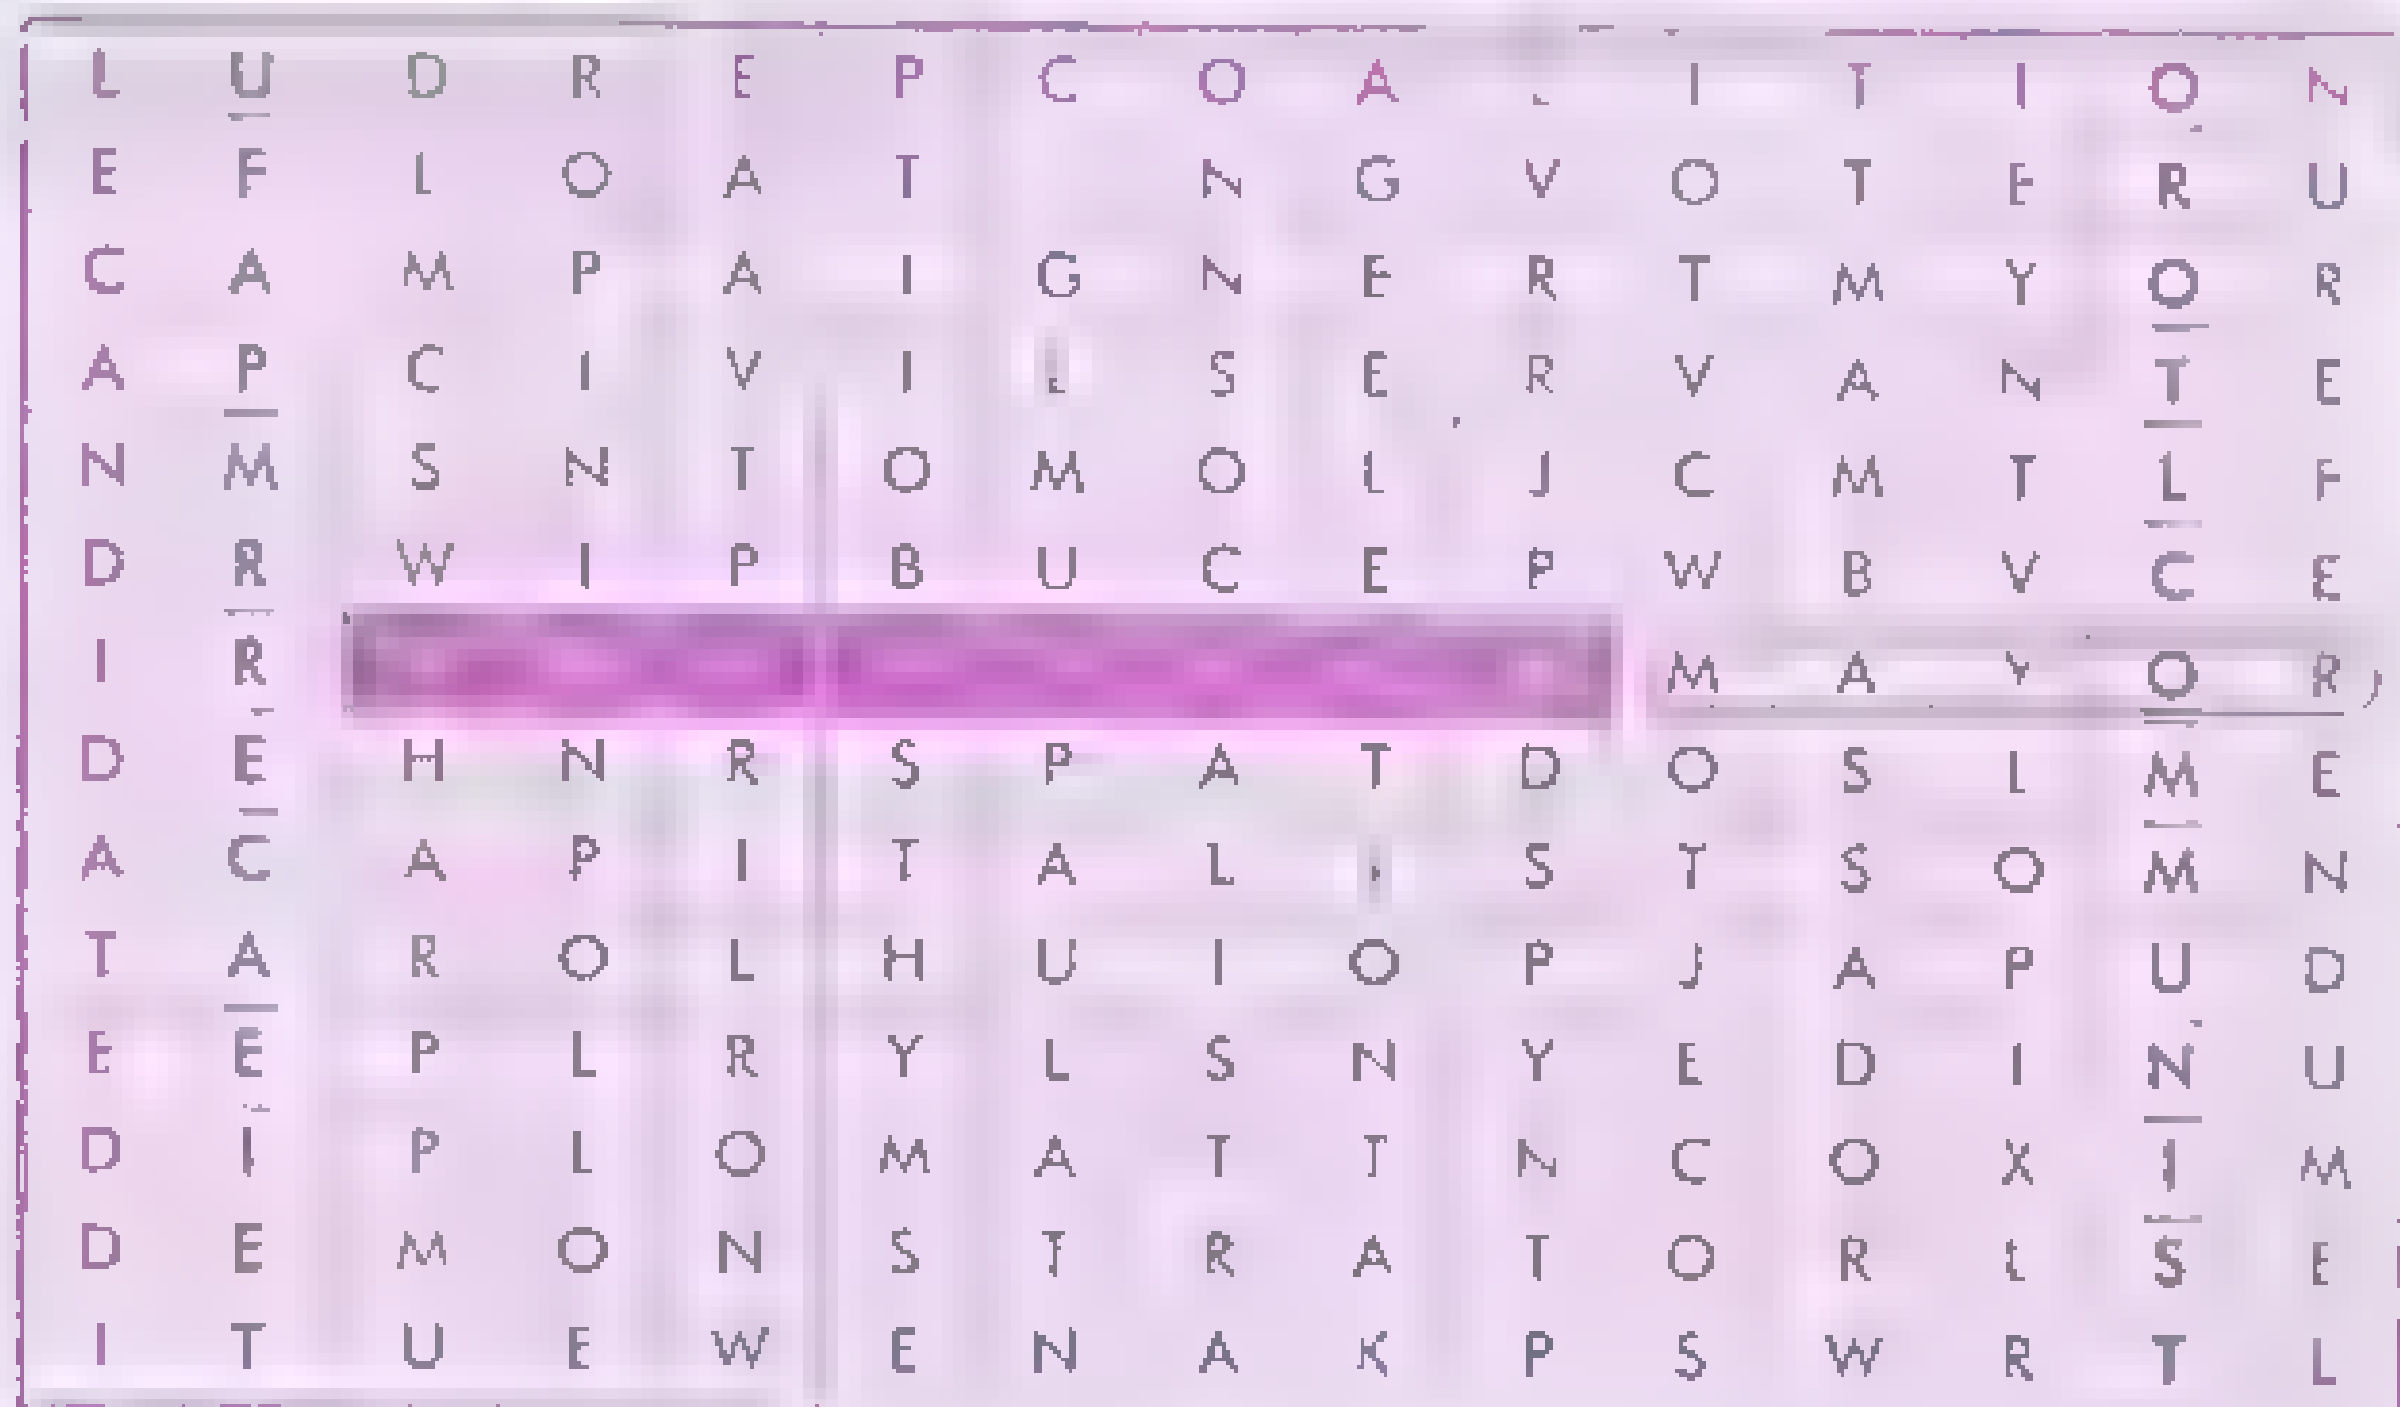 L U D R E P C O A I T I O N
E F L O A T N G V O T E R U
C A M P A I G N E R T M Y O R
A P C I V I L S E R V A N T E
N M S N T O M O L J C M T L F
D R W I P B U C E P W B V C E
I R M A Y O R
D E H N R S P A T D O S L M E
A C A P I T A L S T S O M N
T A R O L H U I O P J A P U D
E E P L R Y L S N Y E D I N U
D I P L O M A T T N C O X I M
D E M O N S T R A T O R L S E
I T U E W E N A K P S W R T L